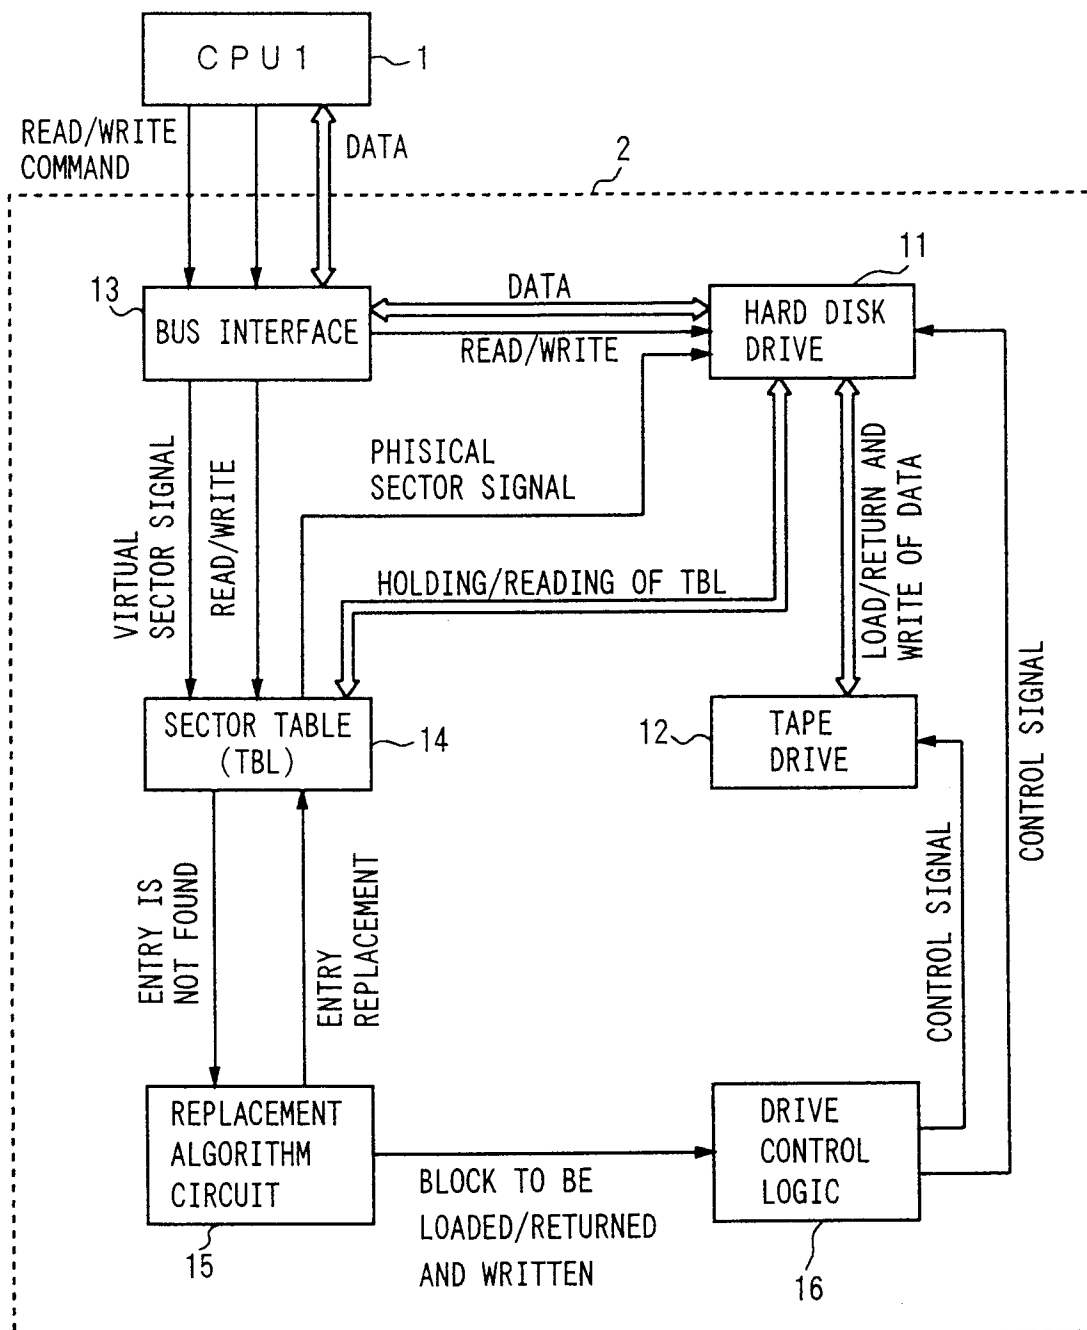 CPU1
1
READ/WRITE
COMMAND
DATA
2
13
BUS INTERFACE
DATA
READ/WRITE
11
HARD DISK
DRIVE
VIRTUAL
SECTOR SIGNAL
READ/WRITE
PHISICAL
SECTOR SIGNAL
HOLDING/READING OF TBL
LOAD/RETURN AND
WRITE OF DATA
CONTROL SIGNAL
SECTOR TABLE
(TBL)
14
12
TAPE
DRIVE
ENTRY IS
NOT FOUND
ENTRY
REPLACEMENT
CONTROL SIGNAL
REPLACEMENT
ALGORITHM
CIRCUIT
15
BLOCK TO BE
LOADED/RETURNED
AND WRITTEN
DRIVE
CONTROL
LOGIC
16